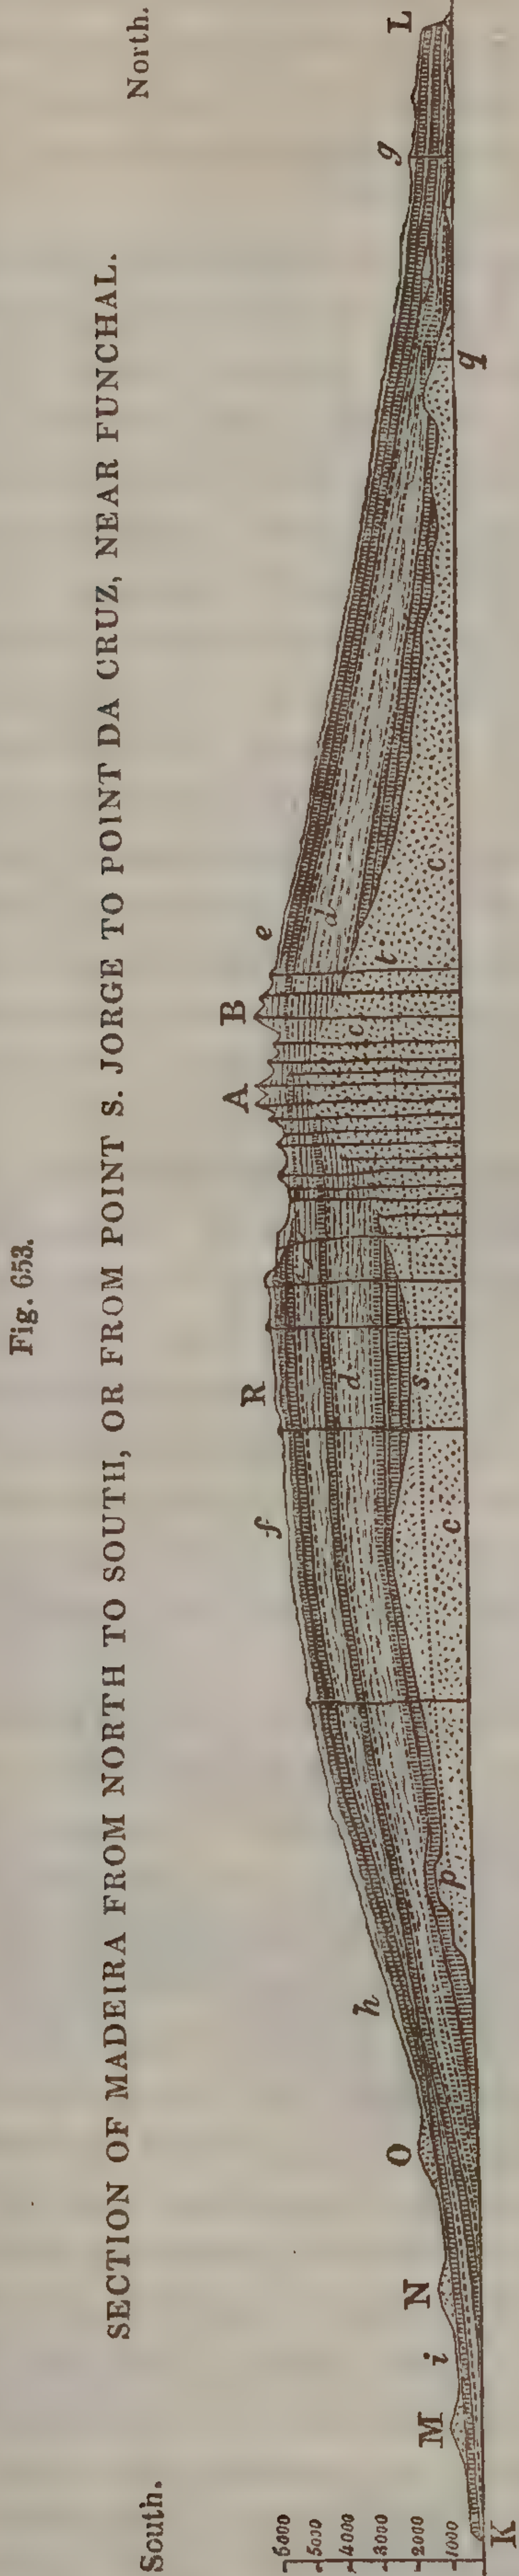 Fig. 653.
SECTION OF MADEIRA FROM NORTH TO SOUTH, OR FROM POINT S. JORGE TO POINT DA CRUZ, NEAR FUNCHAL.
South.
North.
B
A
e
R
f
g
L
h
d
d
c
t
c
O
N
i
M
s
c
p
q
K
6000
5000
4000
3000
2000
1000